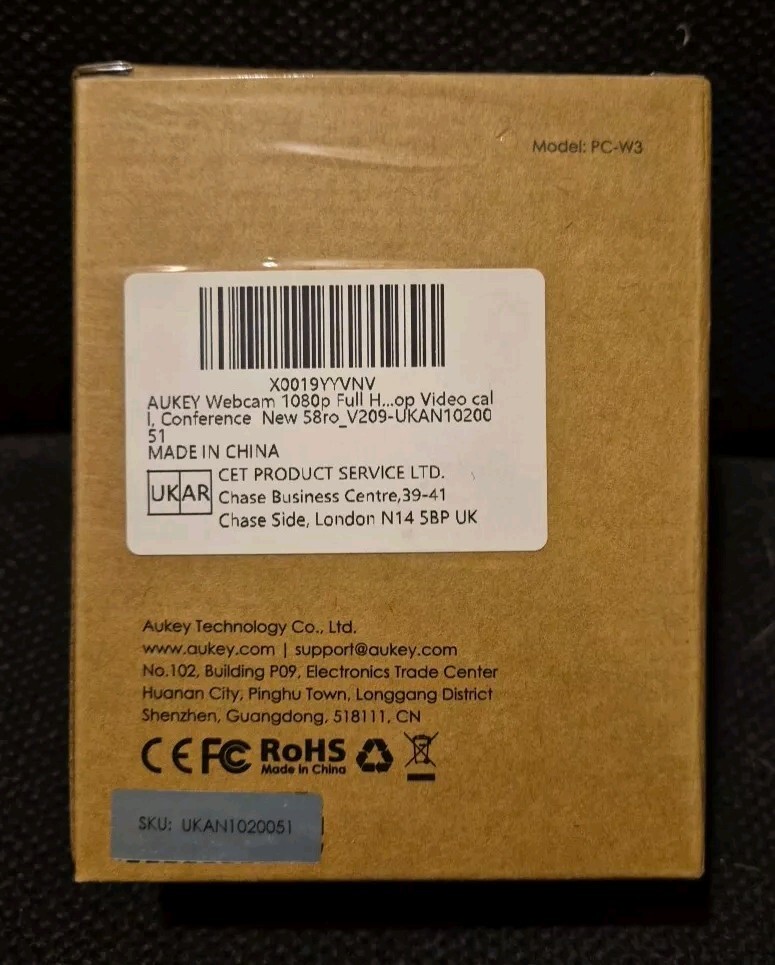 Model: PC-W3
X0019YYVNV
AUKEY Webcam 1080p Full H...op Video cal
l, Conference New 58ro_V209-UKAN10200
51
MADE IN CHINA
UKAR
CET PRODUCT SERVICE LTD.
Chase Business Centre,39-41
Chase Side, London N14 5BP UK
Aukey Technology Co., Ltd.
www.aukey.com | support@aukey.com
No.102, Building P09, Electronics Trade Center
Huanan City, Pinghu Town, Longgang District
Shenzhen, Guangdong, 518111, CN
CE FC RoHS
Made in China
SKU: UKAN1020051